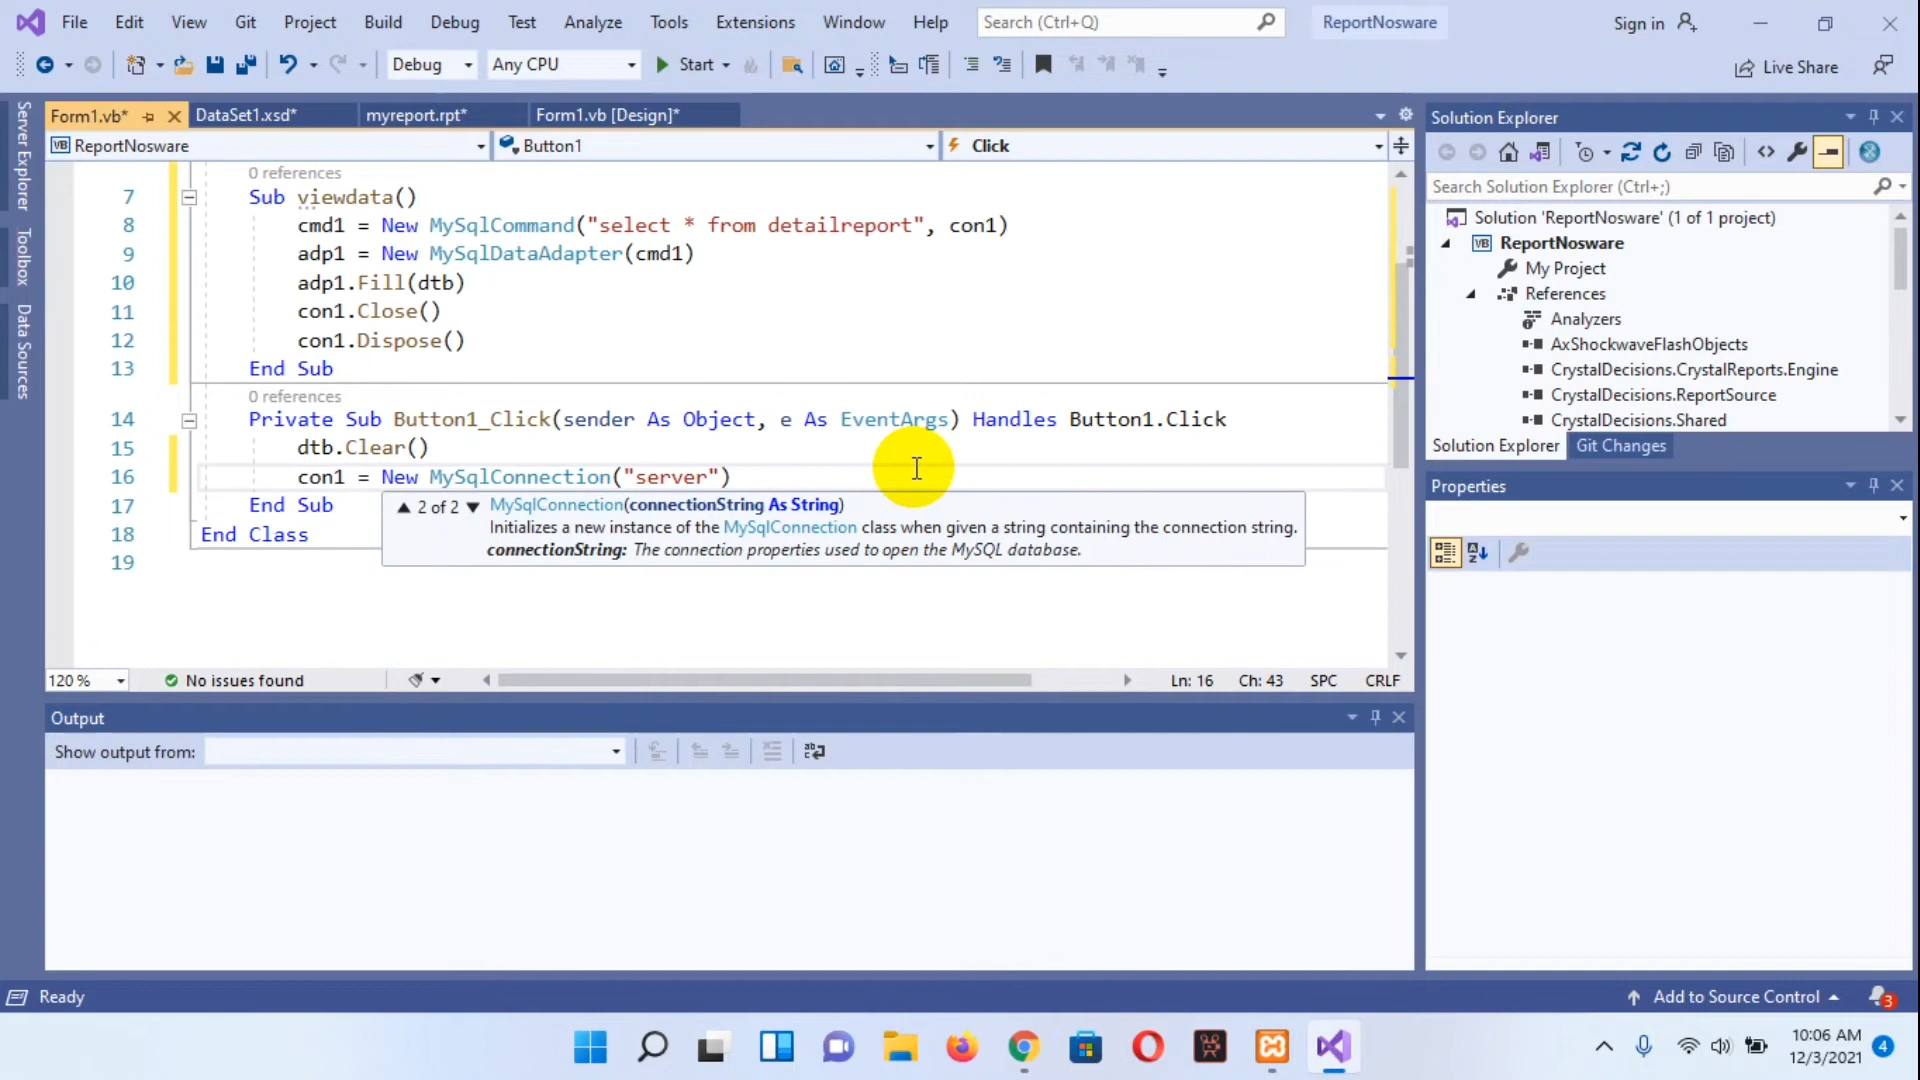 File Edit View Git Project Build Debug Test Analyze Tools Extensions Window Help Search (Ctrl+Q) ReportNosware Sign in
Debug Any CPU Start Live Share
Server Explorer
Toolbox
Data Sources
Form1.vb* DataSet1.xsd* myreport.rpt* Form1.vb [Design]*
VB ReportNosware Button1 Click
0 references
7 Sub viewdata()
8 cmd1 = New MySqlCommand("select * from detailreport", con1)
9 adp1 = New MySqlDataAdapter(cmd1)
10 adp1.Fill(dtb)
11 con1.Close()
12 con1.Dispose()
13 End Sub
0 references
14 Private Sub Button1_Click(sender As Object, e As EventArgs) Handles Button1.Click
15 dtb.Clear()
16 con1 = New MySqlConnection("server")
17 End Sub
18 End Class
19
▲ 2 of 2 ▼ MySqlConnection(connectionString As String)
Initializes a new instance of the MySqlConnection class when given a string containing the connection string.
connectionString: The connection properties used to open the MySQL database.
120 % No issues found Ln: 16 Ch: 43 SPC CRLF
Output
Show output from:
Solution Explorer
Search Solution Explorer (Ctrl+;)
Solution 'ReportNosware' (1 of 1 project)
VB ReportNosware
My Project
References
Analyzers
AxShockwaveFlashObjects
CrystalDecisions.CrystalReports.Engine
CrystalDecisions.ReportSource
CrystalDecisions.Shared
Solution Explorer Git Changes
Properties
Ready Add to Source Control 3
10:06 AM
12/3/2021 4